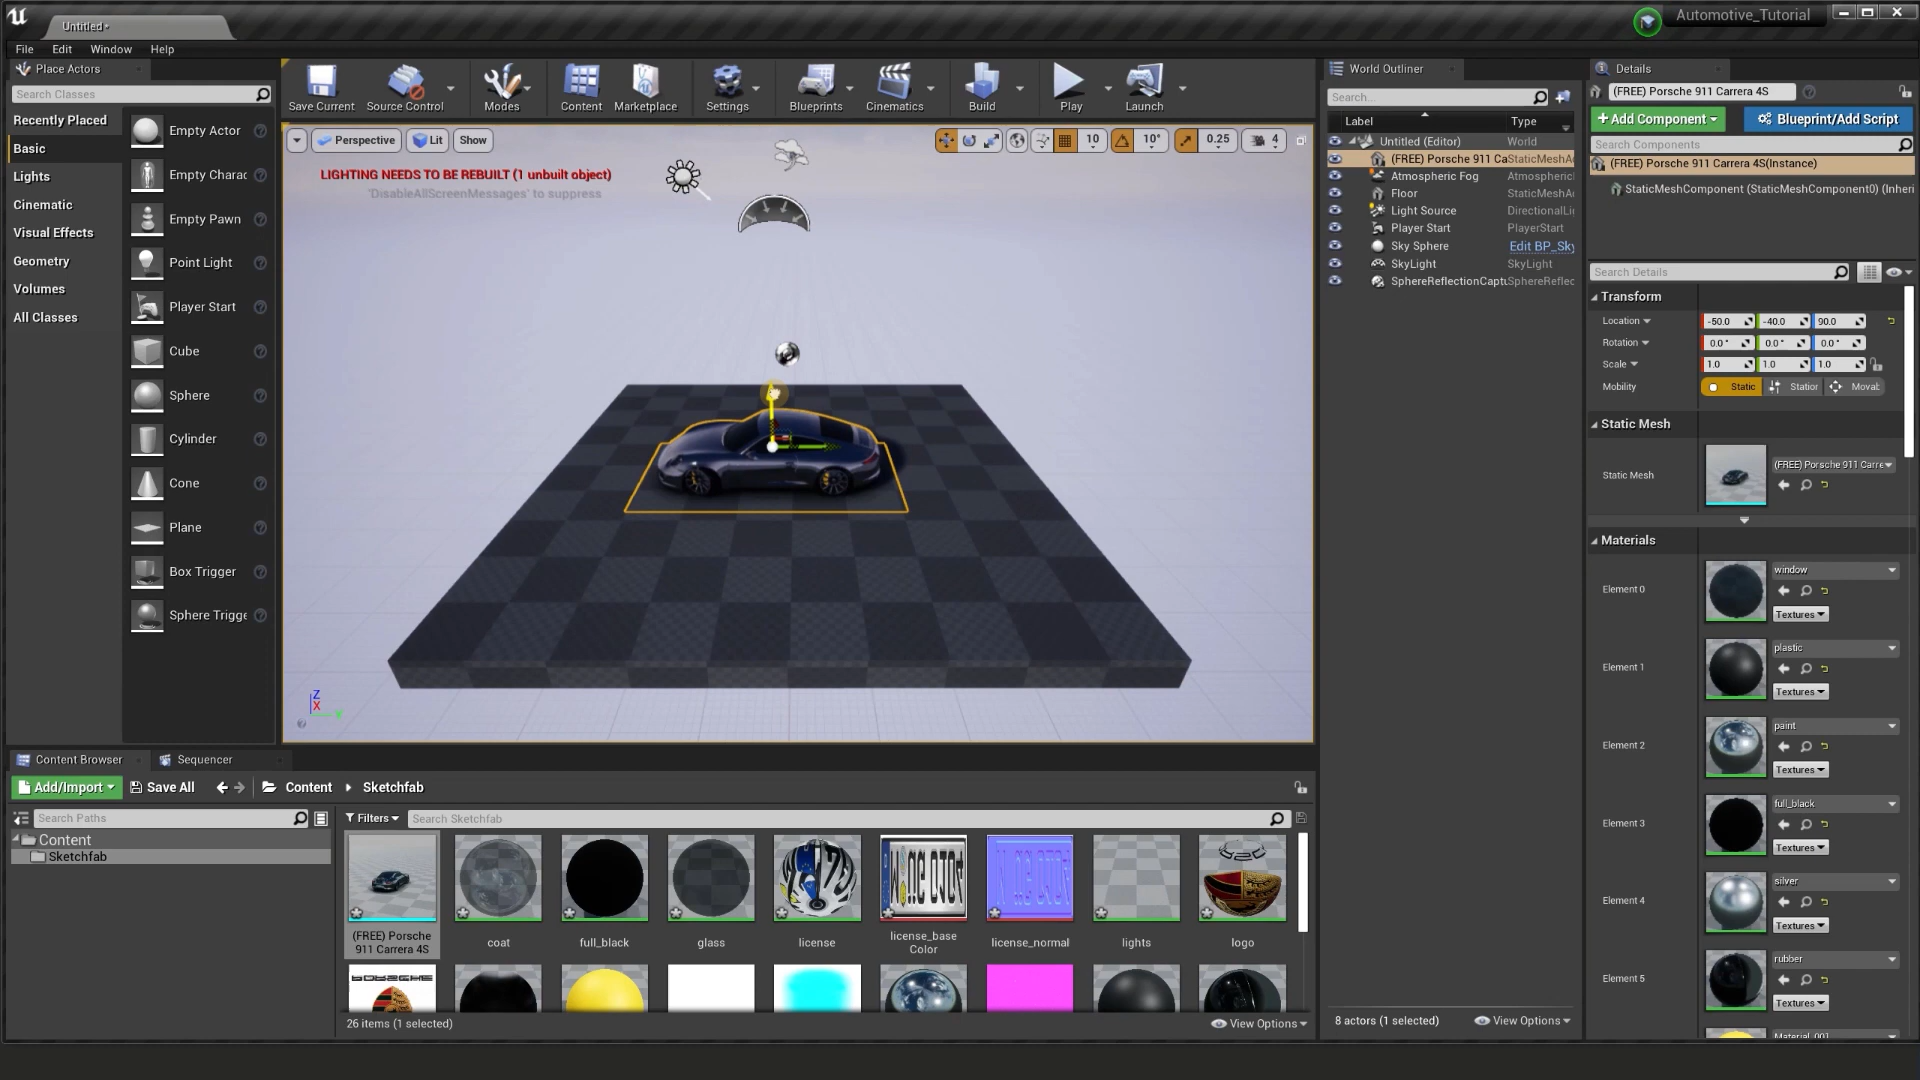 Untitled•
Automotive_Tutorial
File Edit Window Help
Place Actors
Search Classes
Recently Placed
Basic
Lights
Cinematic
Visual Effects
Geometry
Volumes
All Classes
Empty Actor
Empty Charac
Empty Pawn
Point Light
Player Start
Cube
Sphere
Cylinder
Cone
Plane
Box Trigger
Sphere Trigge
Save Current
Source Control
Modes
Content
Marketplace
Settings
Blueprints
Cinematics
Build
Play
Launch
Perspective
Lit
Show
10
10°
0.25
4
LIGHTING NEEDS TO BE REBUILT (1 unbuilt object)
'DisableAllScreenMessages' to suppress
Z
X
World Outliner
Search...
Label Type
Untitled (Editor) World
(FREE) Porsche 911 Ca StaticMeshA
Atmospheric Fog Atmospheric
Floor StaticMeshA
Light Source DirectionalLi
Player Start PlayerStart
Sky Sphere Edit BP_Sky
SkyLight SkyLight
SphereReflectionCaptu SphereReflec
8 actors (1 selected)
View Options
Details
(FREE) Porsche 911 Carrera 4S
+Add Component
Blueprint/Add Script
Search Components
(FREE) Porsche 911 Carrera 4S(Instance)
StaticMeshComponent (StaticMeshComponent0) (Inheri
Search Details
Transform
Location -50.0 -40.0 90.0
Rotation 0.0° 0.0° 0.0°
Scale 1.0 1.0 1.0
Mobility Static Station Movab
Static Mesh
Static Mesh
(FREE) Porsche 911 Carre
Materials
Element 0
window
Textures
Element 1
plastic
Textures
Element 2
paint
Textures
Element 3
full_black
Textures
Element 4
silver
Textures
Element 5
rubber
Textures
Material_001
Content Browser
Sequencer
Add/Import
Save All
Content
Sketchfab
Search Paths
Content
Sketchfab
Filters
Search Sketchfab
(FREE) Porsche
911 Carrera 4S
coat
full_black
glass
license
license_base
Color
license_normal
lights
logo
PORSCHE
26 items (1 selected)
View Options